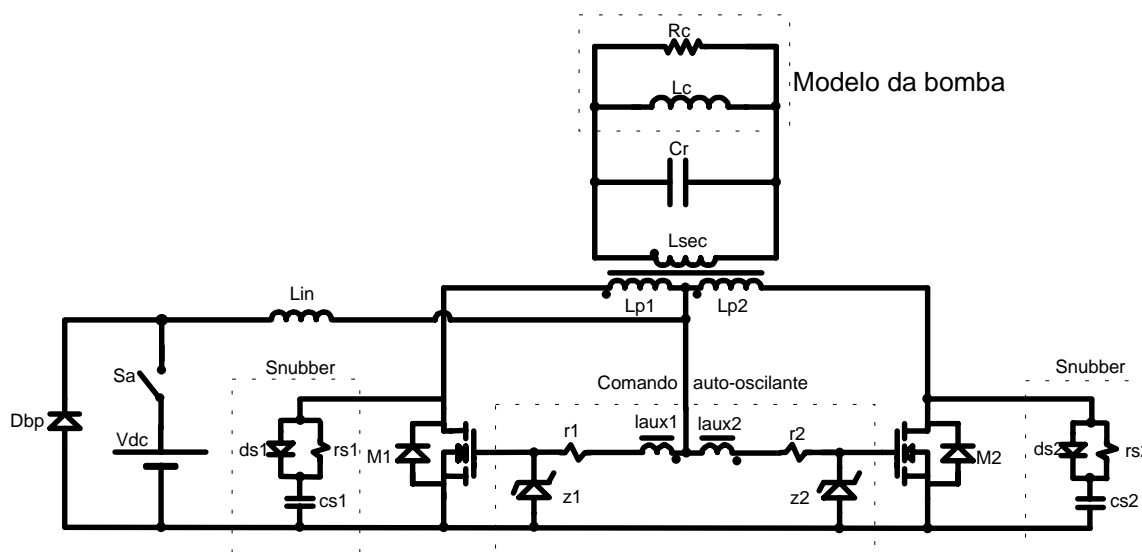 Rc
Lc
Modelo da bomba
Cr
Lsec
Lin
Lp1
Lp2
Sa
Snubber
Snubber
Comando
auto-oscilante
Dbp
Vdc
ds1
rs1
M1
r1
laux1
laux2
r2
M2
ds2
rs2
cs1
z1
z2
cs2